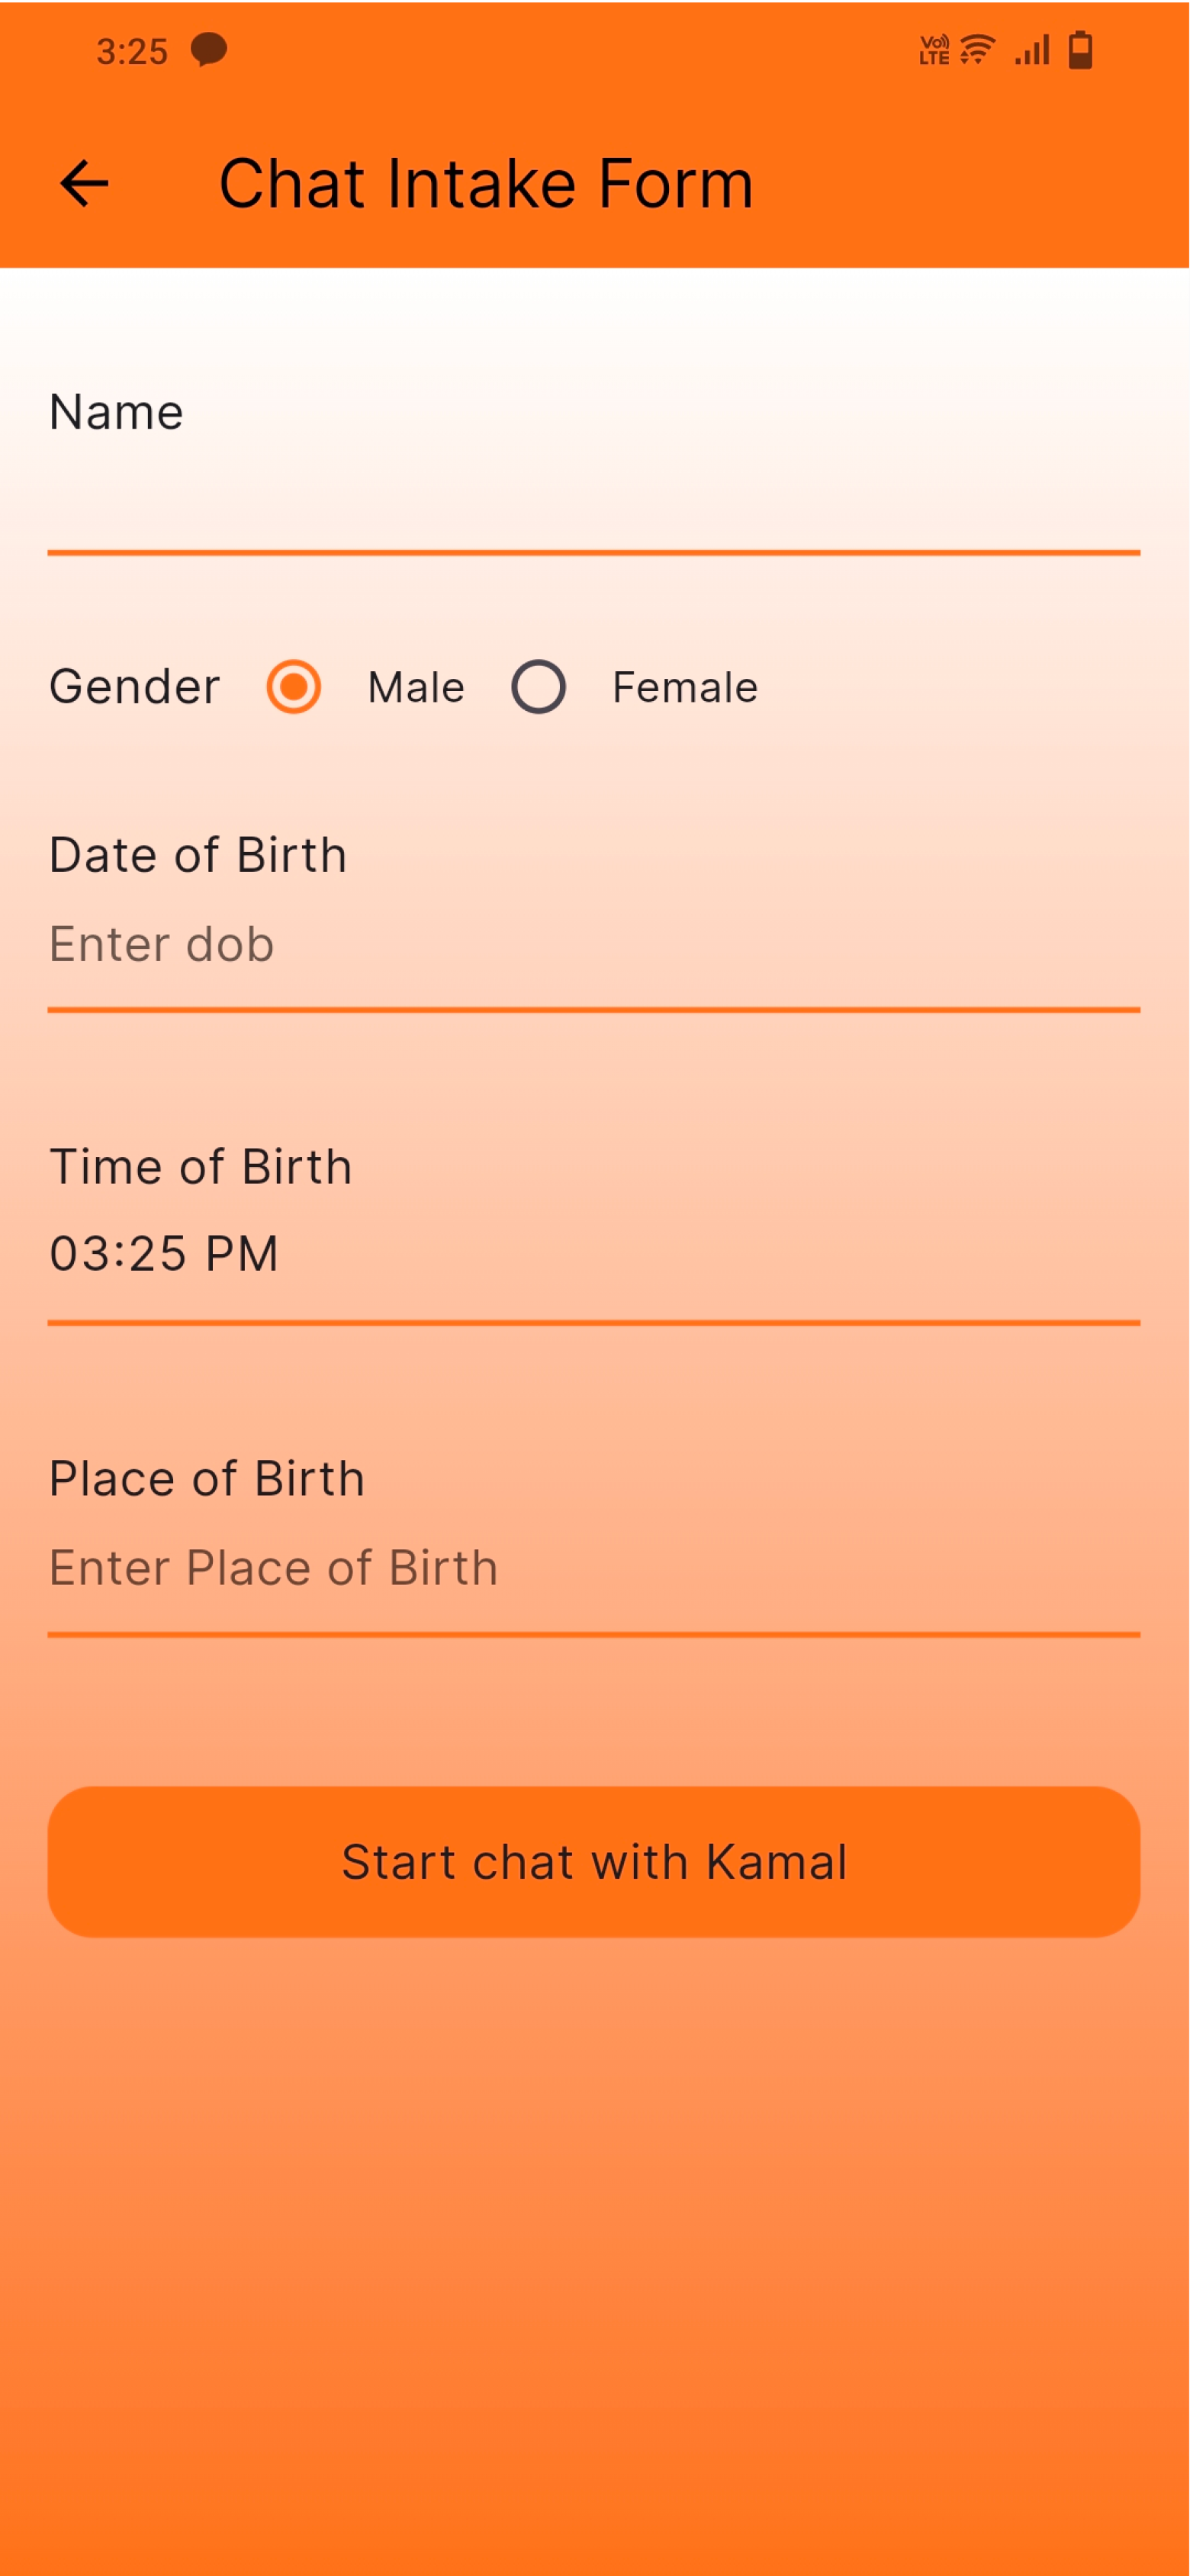 3:25 Vo) LTE
Chat Intake Form
Name
Gender Male Female
Date of Birth
Enter dob
Time of Birth
03:25 PM
Place of Birth
Enter Place of Birth
Start chat with Kamal